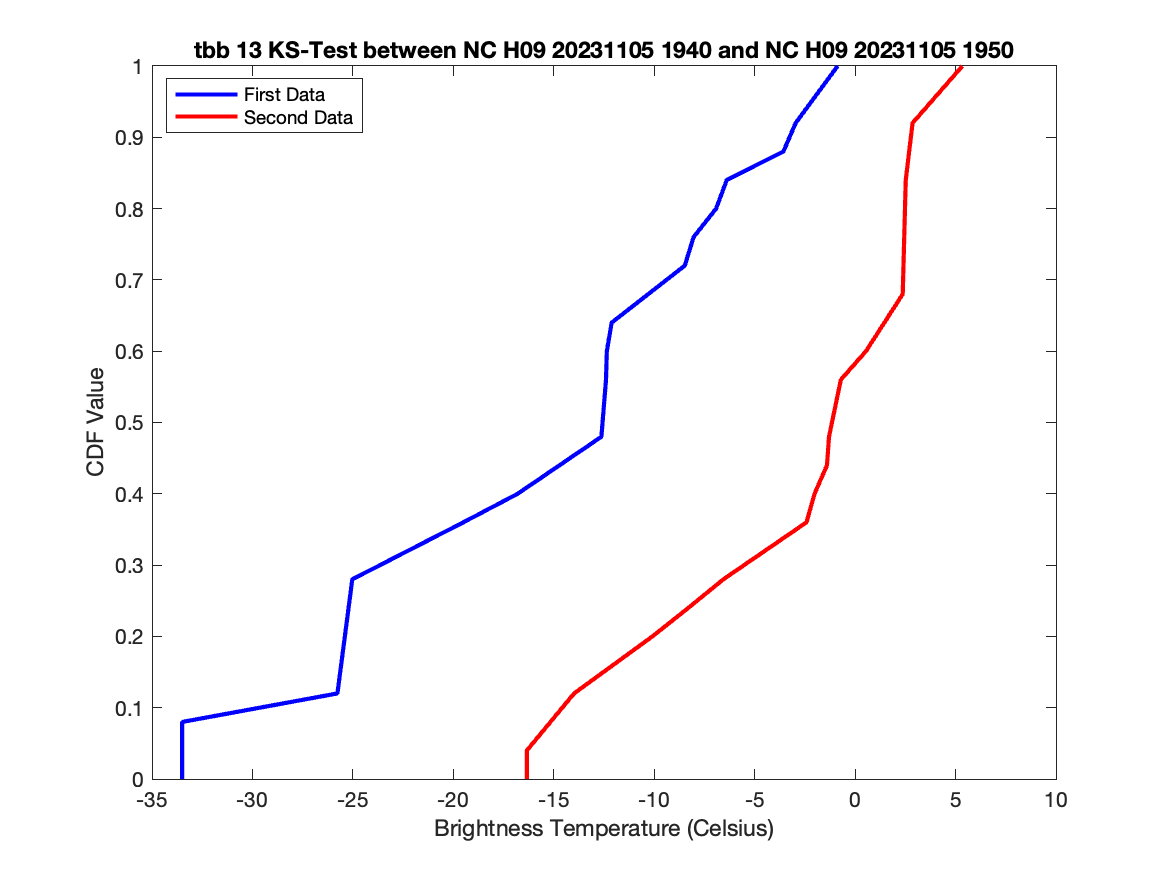 tbb 13 KS-Test between NC H09 20231105 1940 and NC H09 20231105 1950
First Data
Second Data
1
0.9
0.8
0.7
0.6
0.5
0.4
0.3
0.2
0.1
0
CDF Value
-35 -30 -25 -20 -15 -10 -5 0 5 10
Brightness Temperature (Celsius)